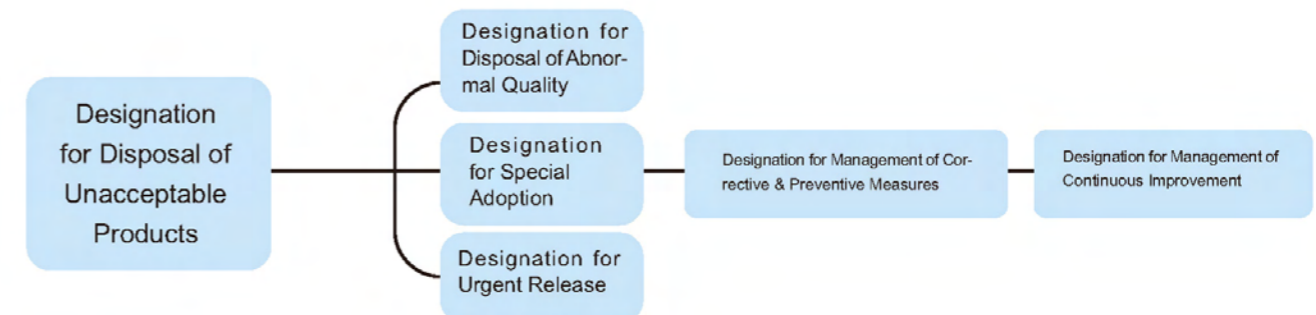 Designation
for Disposal of
Unacceptable
Products
Designation for
Disposal of Abnor-
mal Quality
Designation
for Special
Adoption
Designation for
Urgent Release
Designation for Management of Cor-
rective & Preventive Measures
Designation for Management of
Continuous Improvement